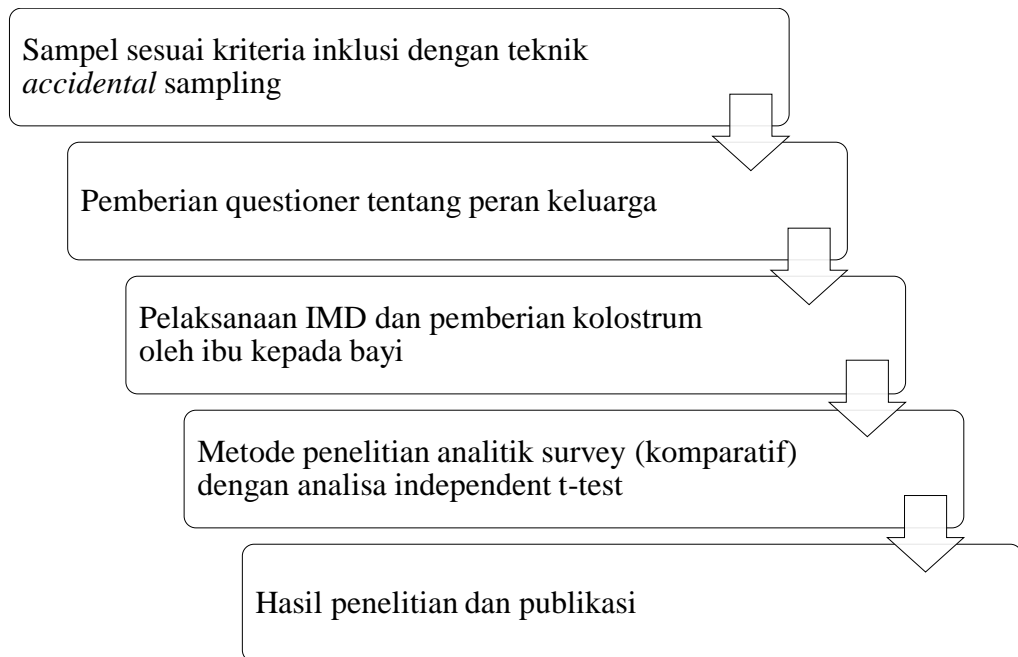 Sampel sesuai kriteria inklusi dengan teknik
accidental sampling
Pemberian questioner tentang peran keluarga
Pelaksanaan IMD dan pemberian kolostrum
oleh ibu kepada bayi
Metode penelitian analitik survey (komparatif)
dengan analisa independent t-test
Hasil penelitian dan publikasi